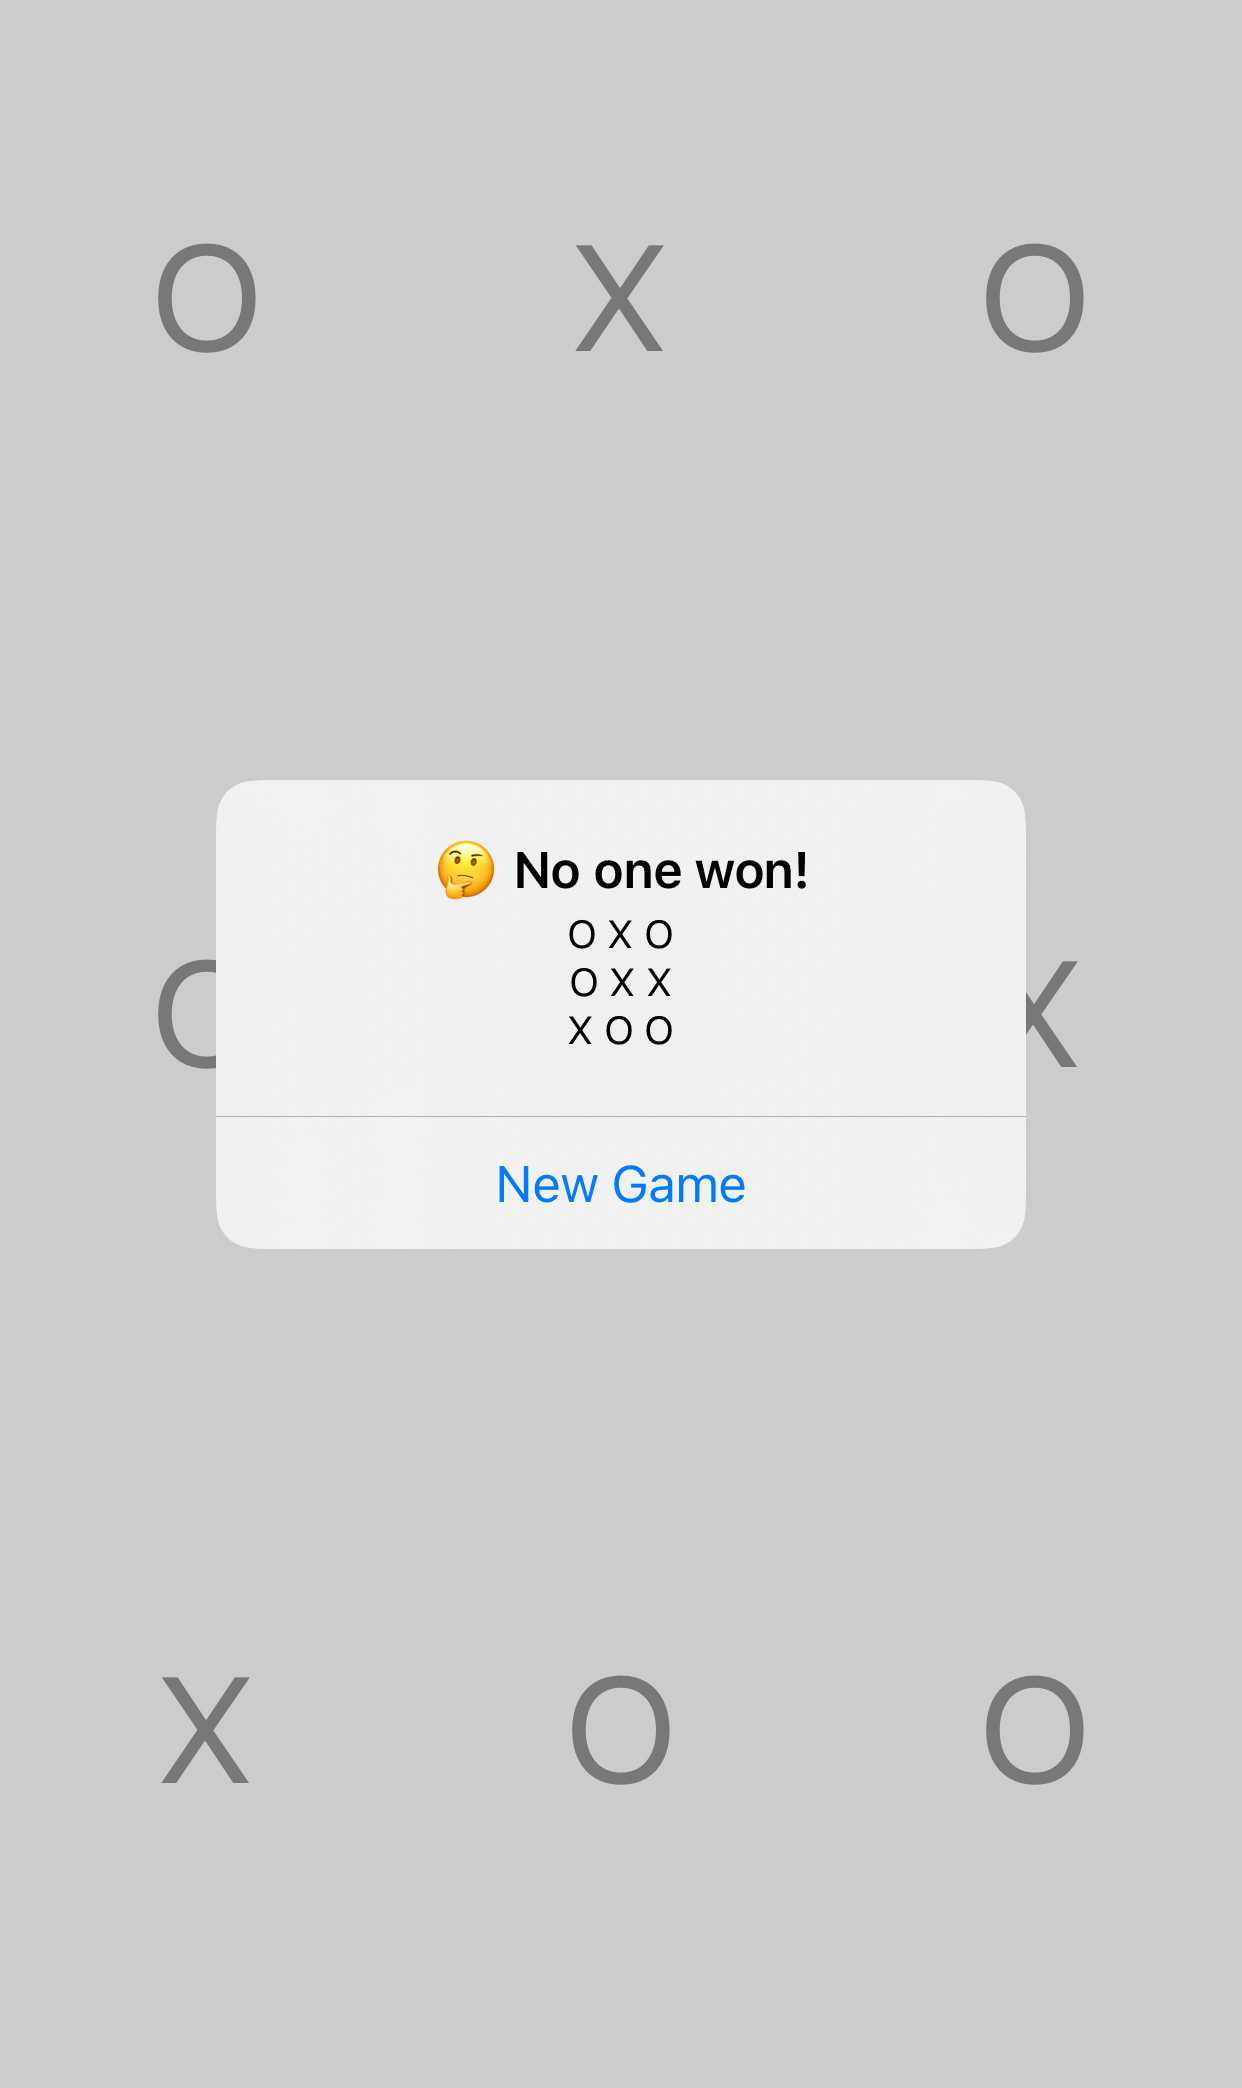 O X O
🤔 No one won!
O X O
O X X
X O O
O X
New Game
X O O